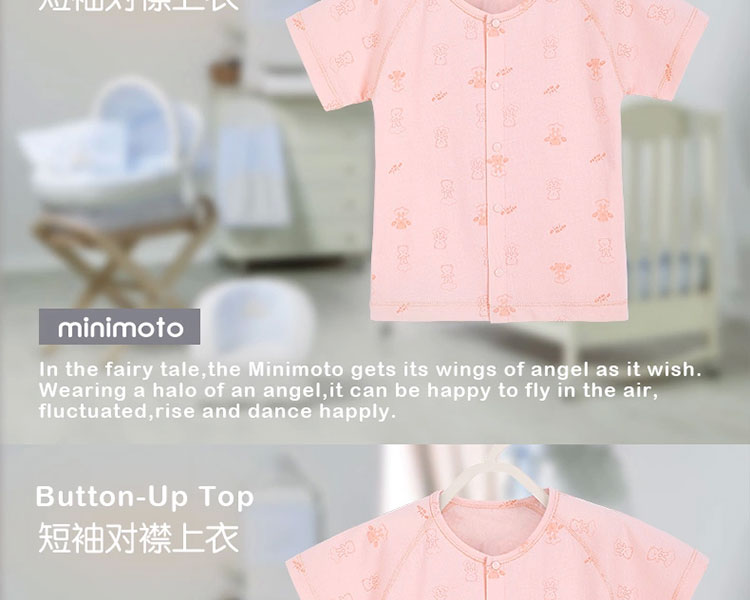 短袖对襟上衣
minimoto
In the fairy tale,the Minimoto gets its wings of angel as it wish.
Wearing a halo of an angel,it can be happy to fly in the air,
fluctuated,rise and dance happly.
Button-Up Top
短袖对襟上衣